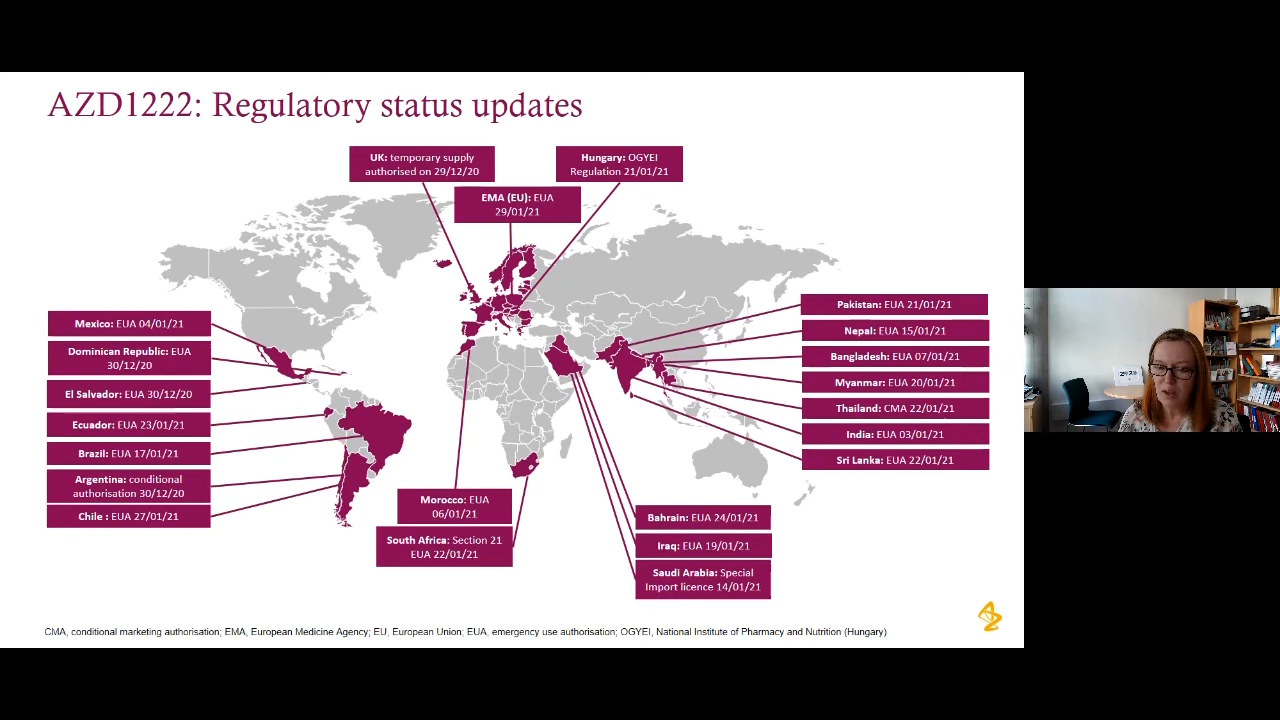 AZD1222: Regulatory status updates
UK: temporary supply
authorised on 29/12/20
Hungary: OGYEI
Regulation 21/01/21
EMA (EU): EUA
29/01/21
Mexico: EUA 04/01/21
Dominican Republic: EUA
30/12/20
El Salvador: EUA 30/12/20
Ecuador: EUA 23/01/21
Brazil: EUA 17/01/21
Argentina: conditional
authorisation 30/12/20
Chile : EUA 27/01/21
Morocco: EUA
06/01/21
South Africa: Section 21
EUA 22/01/21
Bahrain: EUA 24/01/21
Iraq: EUA 19/01/21
Saudi Arabia: Special
Import licence 14/01/21
Pakistan: EUA 21/01/21
Nepal: EUA 15/01/21
Bangladesh: EUA 07/01/21
Myanmar: EUA 20/01/21
Thailand: CMA 22/01/21
India: EUA 03/01/21
Sri Lanka: EUA 22/01/21
CMA, conditional marketing authorisation; EMA, European Medicine Agency; EU, European Union; EUA, emergency use authorisation; OGYEI, National Institute of Pharmacy and Nutrition (Hungary)